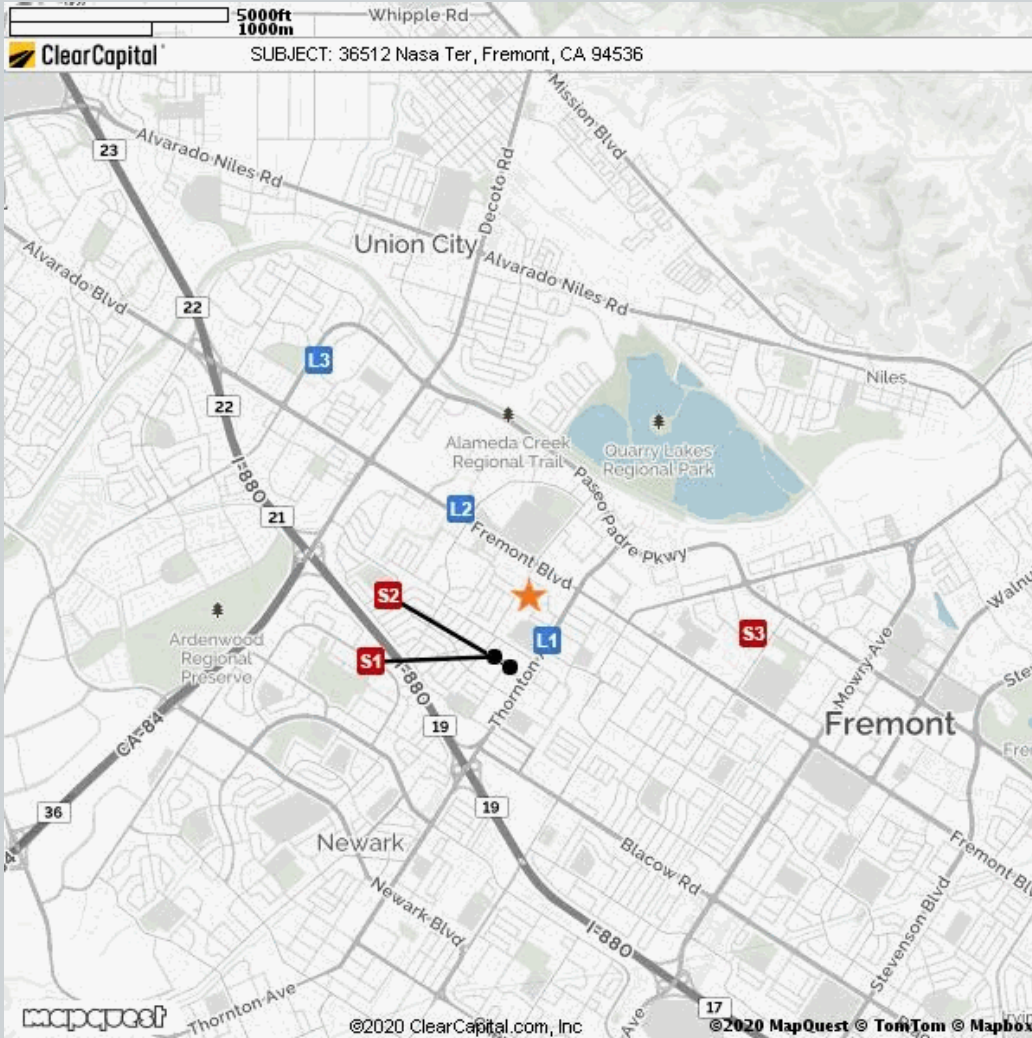 5000ft
Whipple Rd
1000m
ClearCapital
SUBJECT: 36512 Nasa Ter, Fremont, CA 94536
Mission Blvd
23
Alvarado Niles Rd
Decoto Rd
Union City
Alvarado Niles Rd
Alvarado Blvd
22
L3
Niles
22
Alameda Creek
Regional Trail
Quarry Lakes
Regional Park
I-880
L2
Paseo Padre Pkwy
21
Fremont Blvd
S2
S3
L1
Ardenwood
Regional
Preserve
S1
I-880
Thornton
Mowry Ave
CA-84
19
Fremont
36
19
Newark
Blacow Rd
Newark Blvd
Stevenson Blvd
I-880
17
Thornton Ave
Ave
mapquest
©2020 ClearCapital.com, Inc
©2020 MapQuest © TomTom © Mapbox